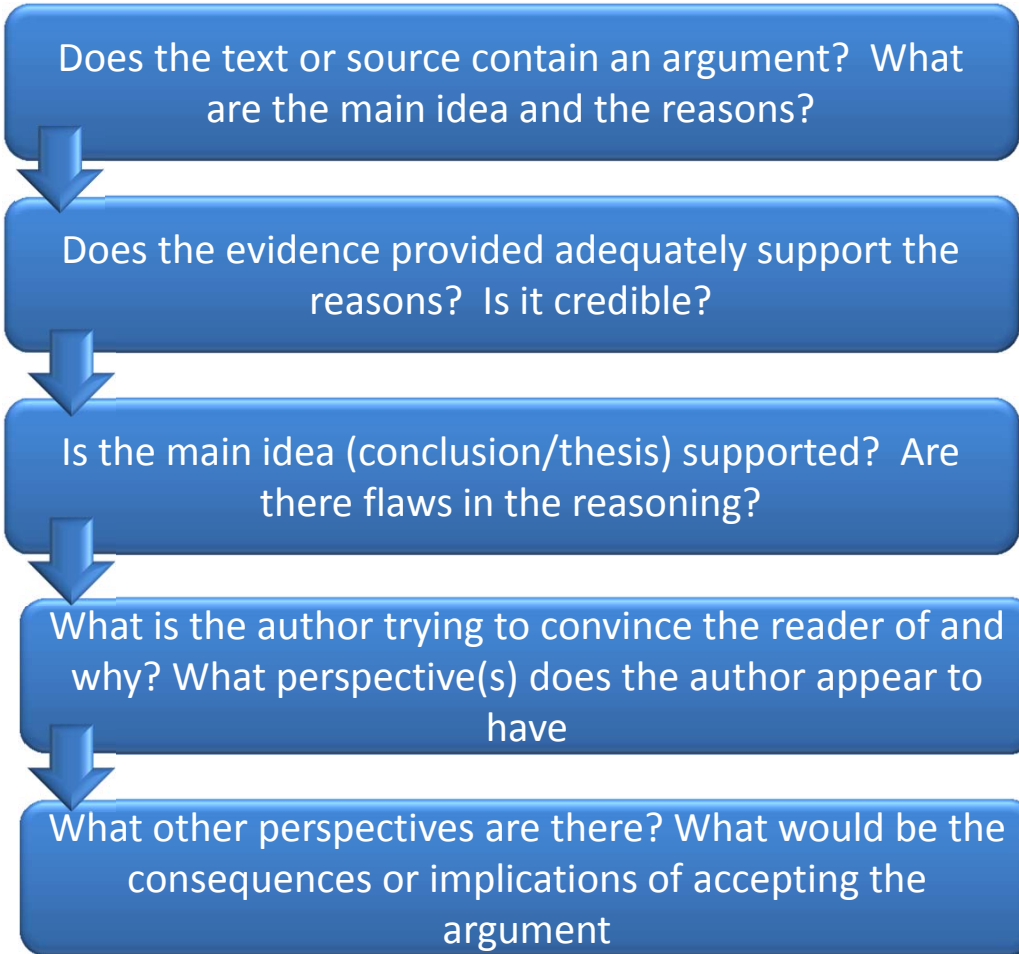 Does the text or source contain an argument?  What
are the main idea and the reasons?
Does the evidence provided adequately support the
reasons?  Is it credible?
Is the main idea (conclusion/thesis) supported?  Are
there flaws in the reasoning?
What is the author trying to convince the reader of and
why? What perspective(s) does the author appear to
have
What other perspectives are there? What would be the
consequences or implications of accepting the
argument